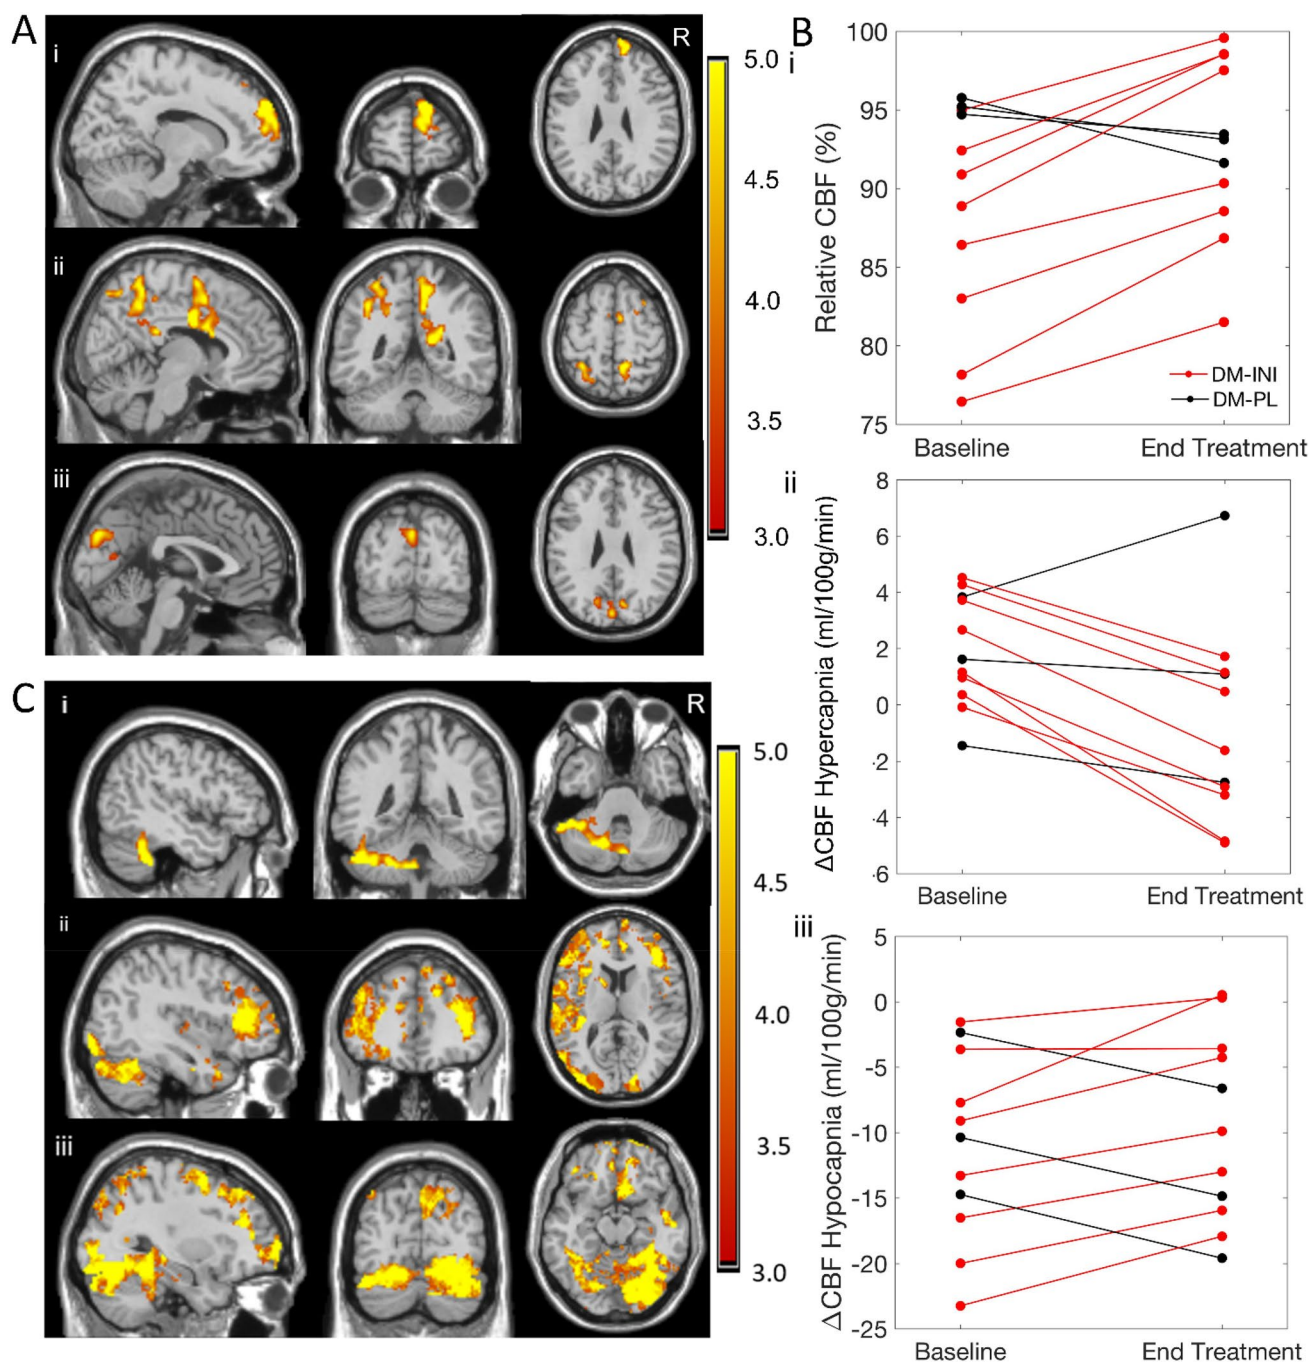 A
i
R
5.0
4.5
4.0
3.5
3.0
ii
iii
B
i
100
95
90
85
80
75
Relative CBF (%)
DM-INI
DM-PL
Baseline
End Treatment
ii
8
6
4
2
0
·2
·4
·6
ΔCBF Hypercapnia (ml/100g/min)
Baseline
End Treatment
iii
5
0
-5
-10
-15
-20
-25
ΔCBF Hypocapnia (ml/100g/min)
Baseline
End Treatment
C
i
R
5.0
4.5
4.0
3.5
3.0
ii
iii